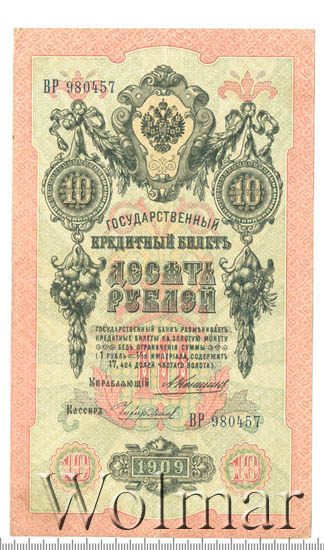 ВР 980457
10 10
ГОСУДАРСТВЕННЫЙ
КРЕДИТНЫЙ БИЛЕТЪ
ДЕСЯТЬ
РУБЛЕЙ
ГОСУДАРСТВЕННЫЙ БАНКЪ РАЗМѢНИВАЕТЪ
КРЕДИТНЫЕ БИЛЕТЫ НА ЗОЛОТУЮ МОНЕТУ
БЕЗЪ ОГРАНИЧЕНІЯ СУММЫ
(1 РУБЛЬ = 1/15 ИМПЕРІАЛА, СОДЕРЖИТЪ
17,424 ДОЛЕЙ ЧИСТАГО ЗОЛОТА).
10
Управляющій
Кассиръ
ВР 980457
10 1909 10
Wolmar